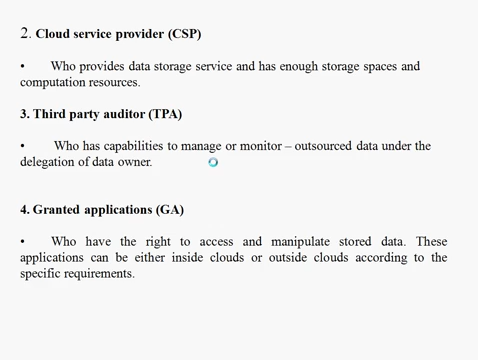 2. Cloud service provider (CSP)
• Who provides data storage service and has enough storage spaces and
computation resources.
3. Third party auditor (TPA)
• Who has capabilities to manage or monitor – outsourced data under the
delegation of data owner.
4. Granted applications (GA)
• Who have the right to access and manipulate stored data. These
applications can be either inside clouds or outside clouds according to the
specific requirements.